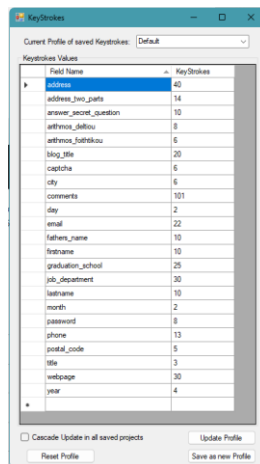 KeyStrokes
Current Profile of saved Keystrokes: Default
Keystrokes Values
Field Name KeyStrokes
address 40
address_two_parts 14
answer_secret_question 10
arithmos_deltiou 8
arithmos_foithtikou 6
blog_title 20
captcha 6
city 6
comments 101
day 2
email 22
fathers_name 10
firstname 10
graduation_school 25
job_department 30
lastname 10
month 2
password 8
phone 13
postal_code 5
title 3
webpage 30
year 4
Cascade Update in all saved projects Update Profile
Reset Profile Save as new Profile